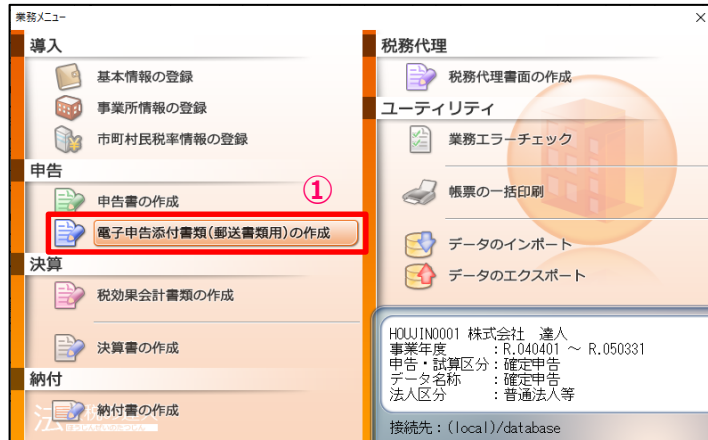 業務メニュー
導入
基本情報の登録
事業所情報の登録
市町村民税率情報の登録
申告
①
申告書の作成
電子申告添付書類(郵送書類用)の作成
決算
税効果会計書類の作成
決算書の作成
納付
納付書の作成
税務代理
税務代理書面の作成
ユーティリティ
業務エラーチェック
帳票の一括印刷
データのインポート
データのエクスポート
HOUJIN0001 株式会社 達人
事業年度 :R.040401 ~ R.050331
申告・試算区分:確定申告
データ名称 :確定申告
法人区分 :普通法人等
接続先:(local)/database